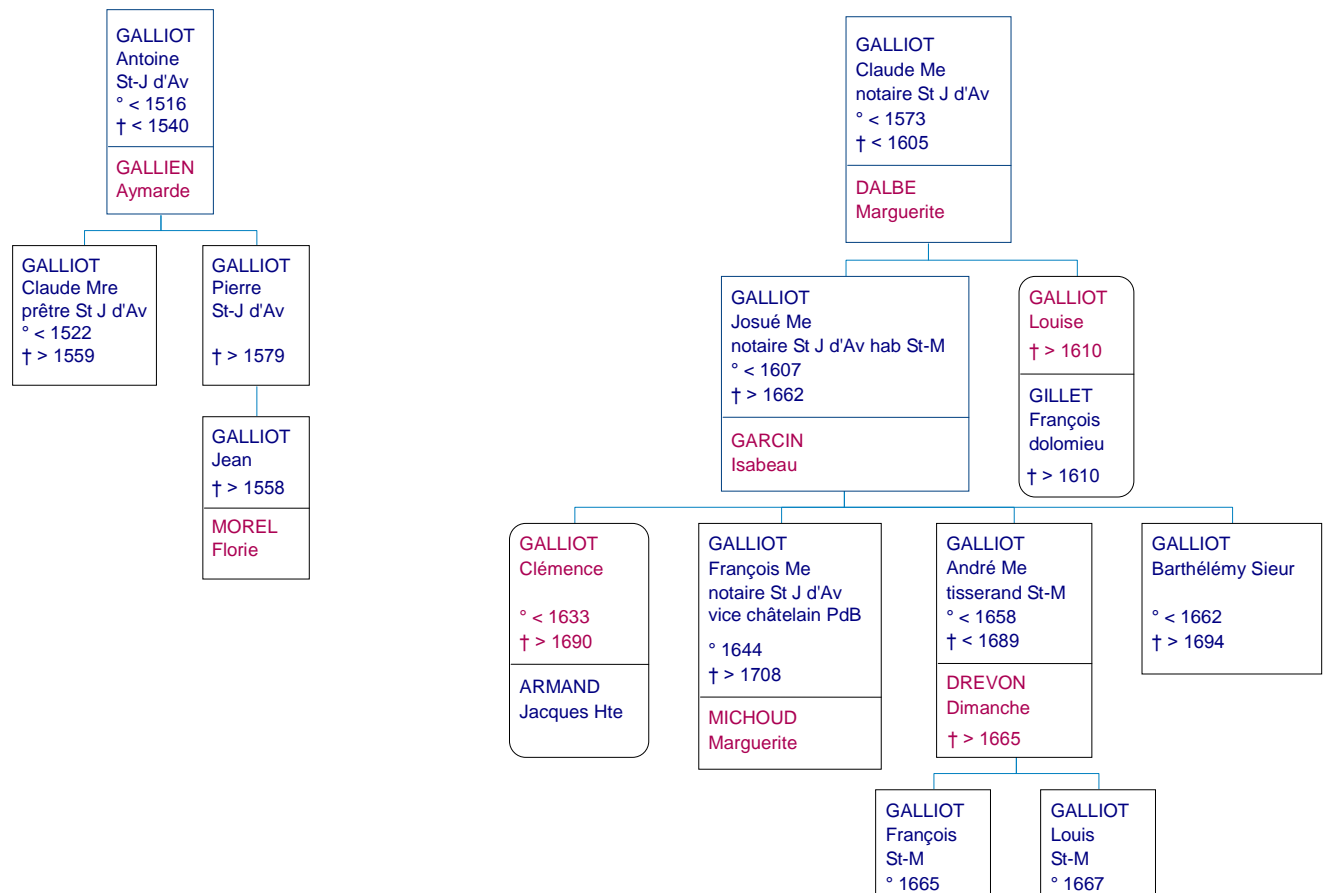 GALLIOT
Antoine
St-J d'Av
° < 1516
† < 1540
GALLIEN
Aymarde
GALLIOT
Claude Mre
prêtre St J d'Av
° < 1522
† > 1559
GALLIOT
Pierre
St-J d'Av
† > 1579
GALLIOT
Jean
† > 1558
MOREL
Florie
GALLIOT
Claude Me
notaire St J d'Av
° < 1573
† < 1605
DALBE
Marguerite
GALLIOT
Josué Me
notaire St J d'Av hab St-M
° < 1607
† > 1662
GARCIN
Isabeau
GALLIOT
Louise
† > 1610
GILLET
François
dolomieu
† > 1610
GALLIOT
Clémence
° < 1633
† > 1690
ARMAND
Jacques Hte
GALLIOT
François Me
notaire St J d'Av
vice châtelain PdB
° 1644
† > 1708
MICHOUD
Marguerite
GALLIOT
André Me
tisserand St-M
° < 1658
† < 1689
DREVON
Dimanche
† > 1665
GALLIOT
Barthélémy Sieur
° < 1662
† > 1694
GALLIOT
François
St-M
° 1665
GALLIOT
Louis
St-M
° 1667